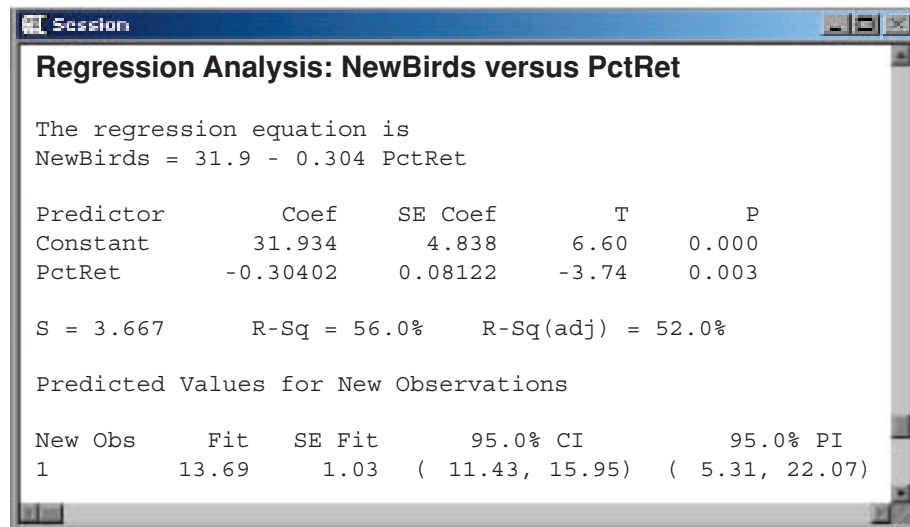 Session
Regression Analysis: NewBirds versus PctRet
The regression equation is
NewBirds = 31.9 - 0.304 PctRet
Predictor Coef SE Coef T P
Constant 31.934 4.838 6.60 0.000
PctRet -0.30402 0.08122 -3.74 0.003
S = 3.667 R-Sq = 56.0% R-Sq(adj) = 52.0%
Predicted Values for New Observations
New Obs Fit SE Fit 95.0% CI 95.0% PI
1 13.69 1.03 ( 11.43, 15.95) ( 5.31, 22.07)